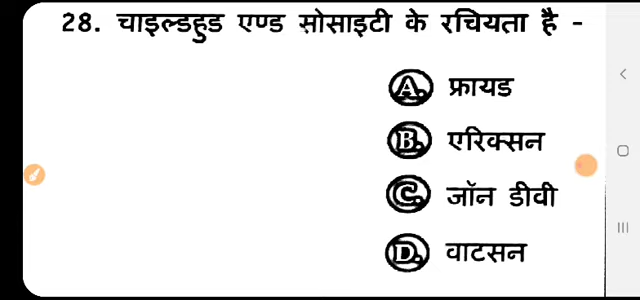 28. चाइल्डहुड एण्ड सोसाइटी के रचियता है -
A. फ्रायड
B. एरिक्सन
C. जॉन डीवी
D. वाटसन